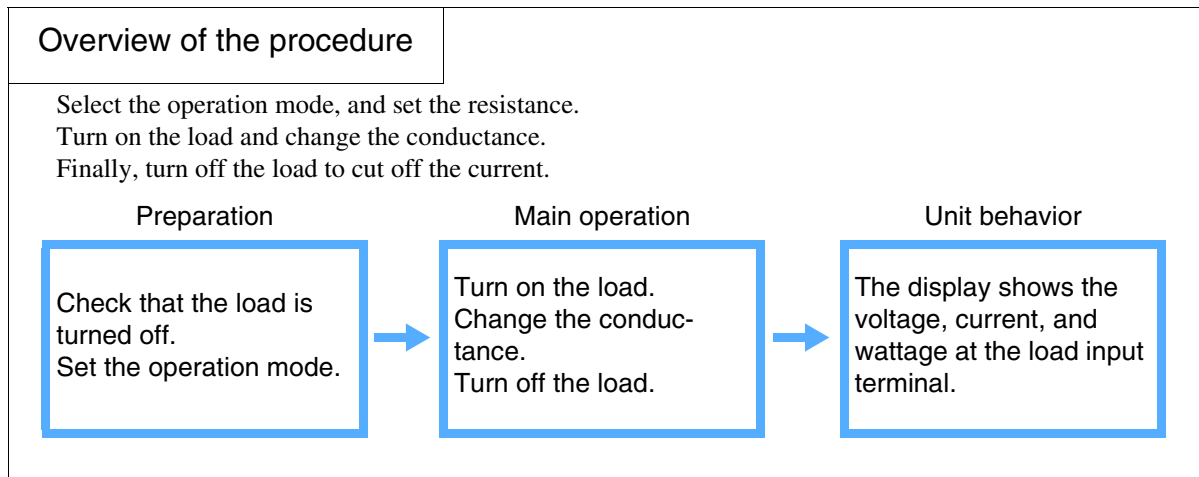 Overview of the procedure
Select the operation mode, and set the resistance.
Turn on the load and change the conductance.
Finally, turn off the load to cut off the current.
Preparation
Check that the load is
turned off.
Set the operation mode.
Main operation
Turn on the load.
Change the conduc-
tance.
Turn off the load.
Unit behavior
The display shows the
voltage, current, and
wattage at the load input
terminal.